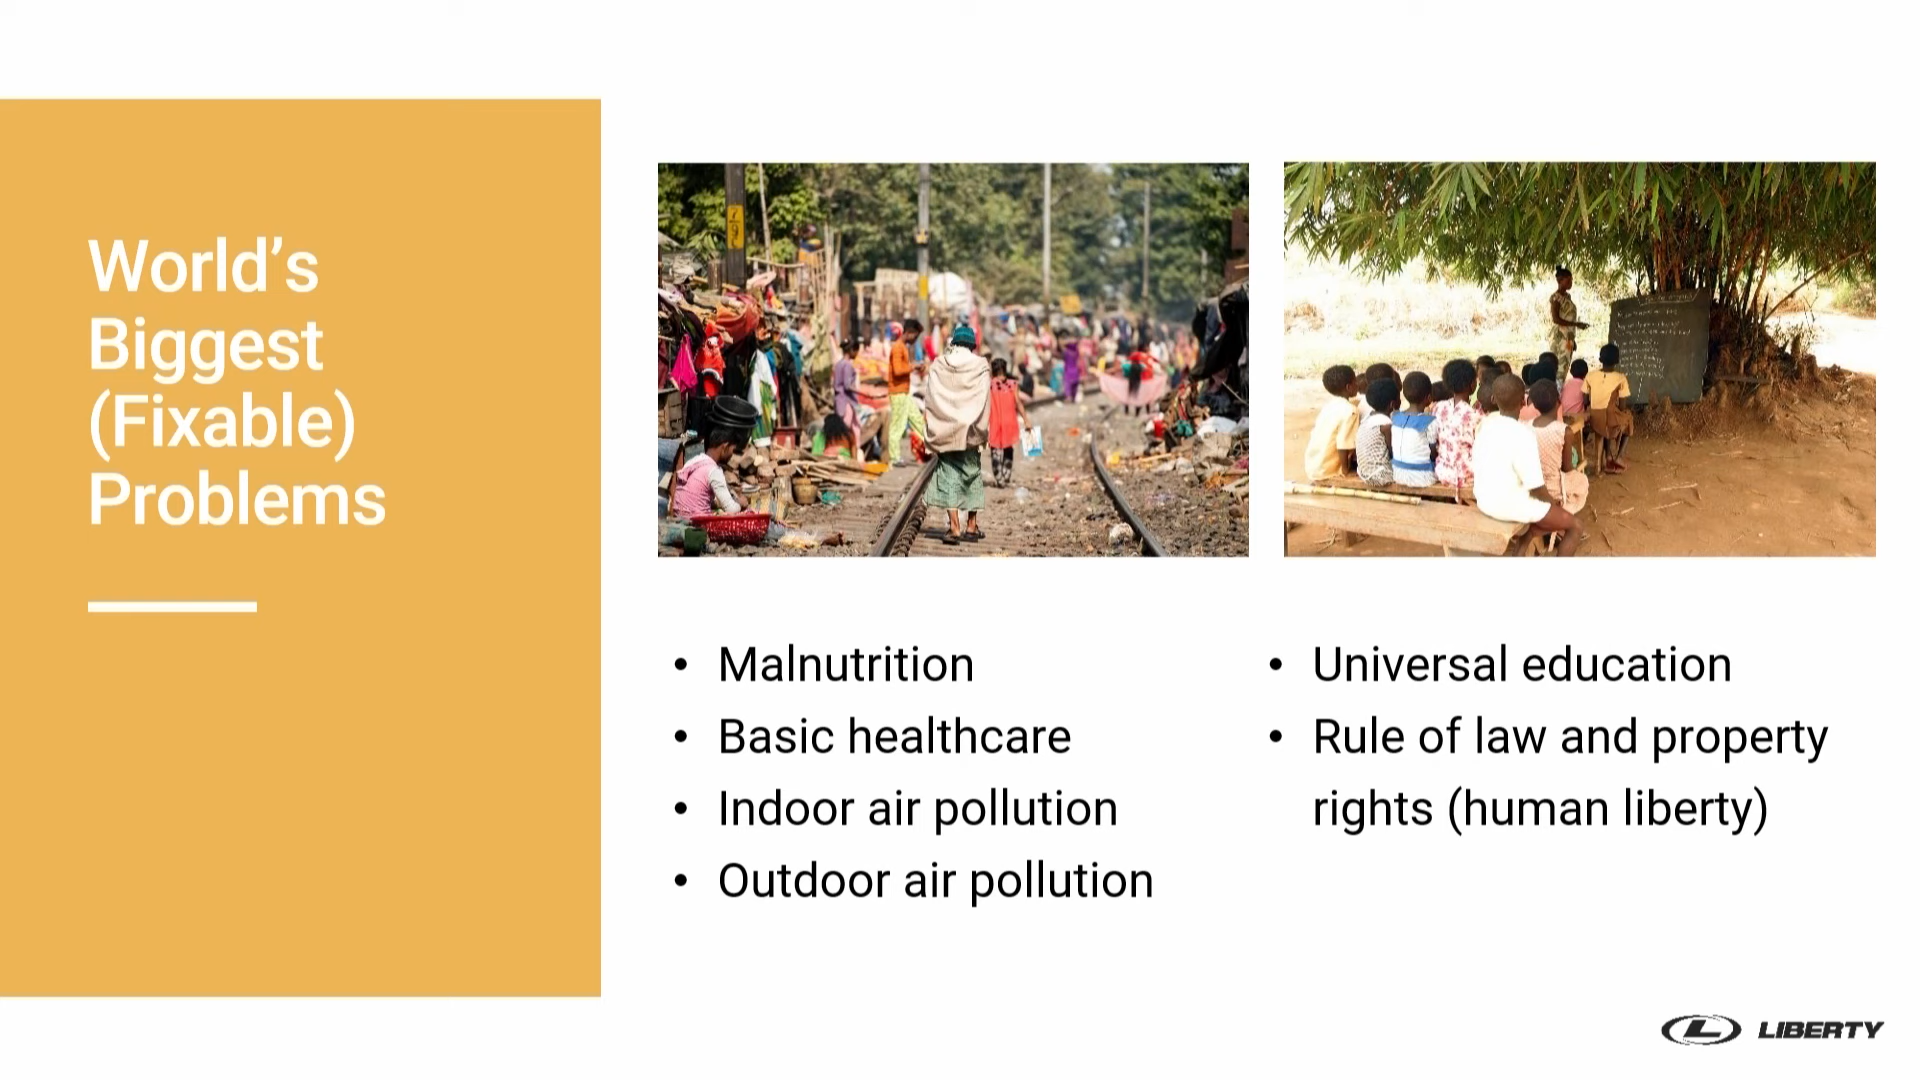 World’s
Biggest
(Fixable)
Problems
• Malnutrition
• Basic healthcare
• Indoor air pollution
• Outdoor air pollution
• Universal education
• Rule of law and property
rights (human liberty)
L LIBERTY